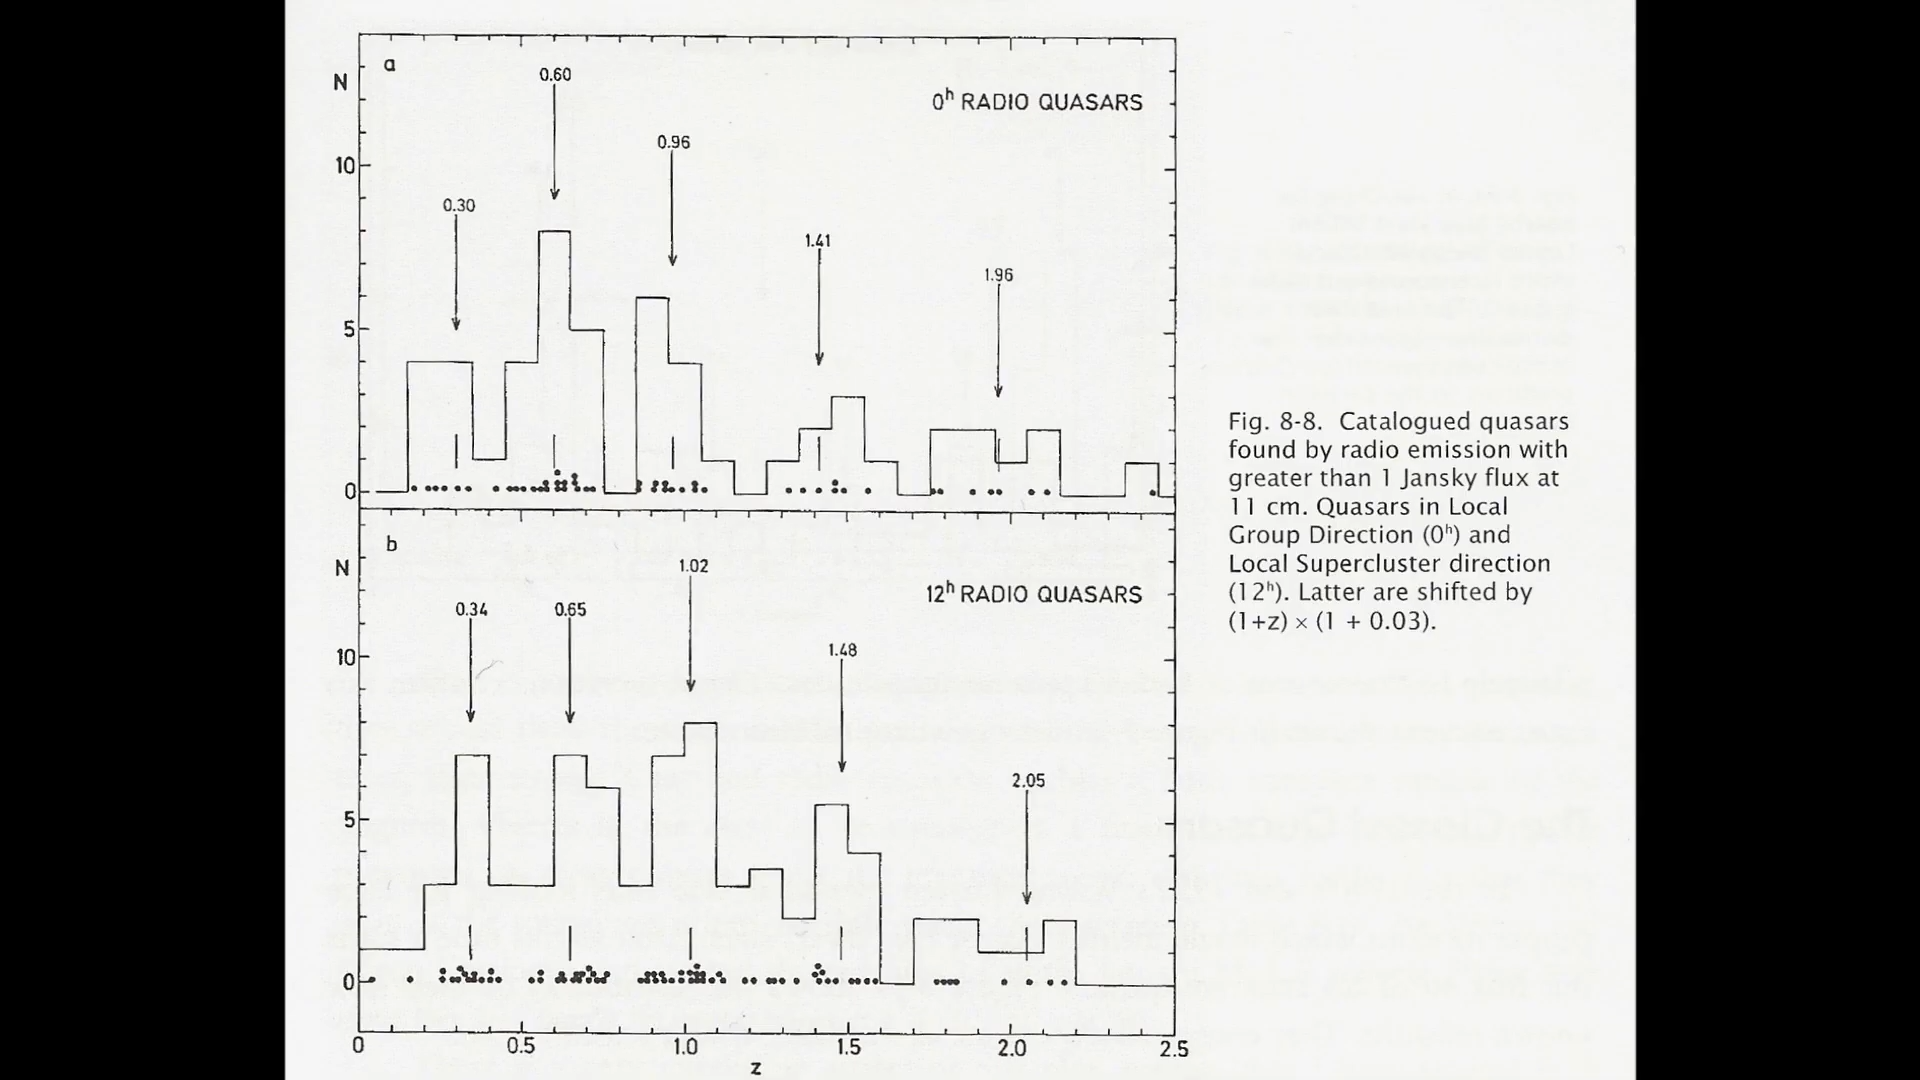 a
N
0.60
0ʰ RADIO QUASARS
0.96
10
0.30
1.41
1.96
5
0
Fig. 8-8. Catalogued quasars
found by radio emission with
greater than 1 Jansky flux at
11 cm. Quasars in Local
Group Direction (0ʰ) and
Local Supercluster direction
(12ʰ). Latter are shifted by
(1+z) × (1 + 0.03).
b
N
1.02
12ʰ RADIO QUASARS
0.34
0.65
10
1.48
2.05
5
0
0 0.5 1.0 1.5 2.0 2.5
z